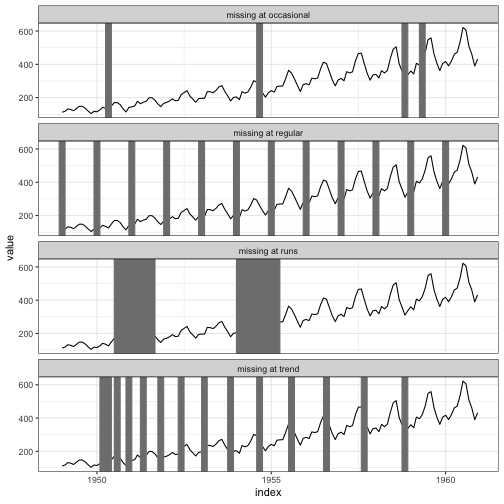 missing at occasional
600
400
200
missing at regular
600
400
200
missing at runs
600
400
200
missing at trend
600
400
200
1950 1955 1960
index
value